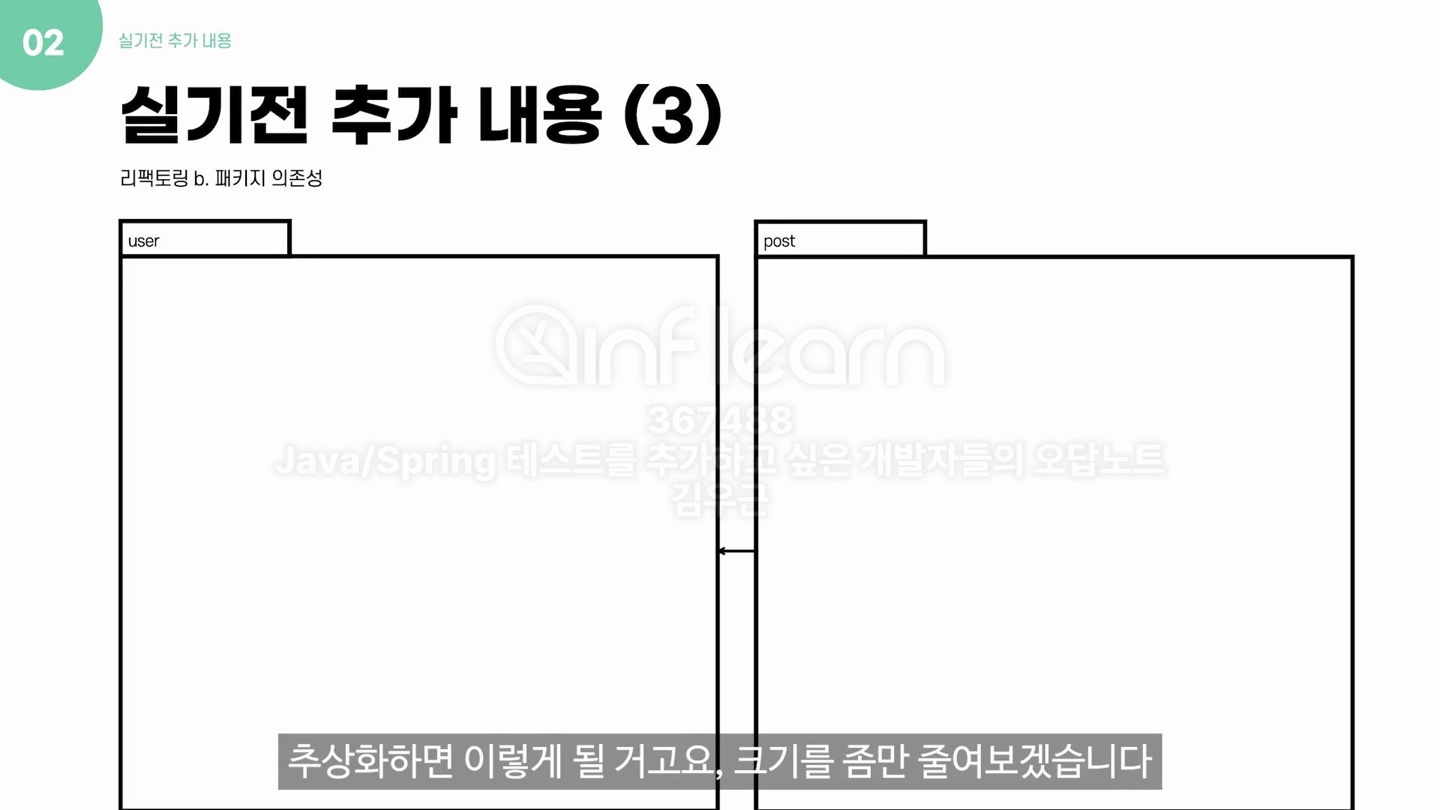 02
실기전 추가 내용
실기전 추가 내용 (3)
리팩토링 b. 패키지 의존성
user
post
inflearn
367488
Java/Spring 테스트를 추가하고 싶은 개발자들의 오답노트
김우근
추상화하면 이렇게 될 거고요, 크기를 좀만 줄여보겠습니다